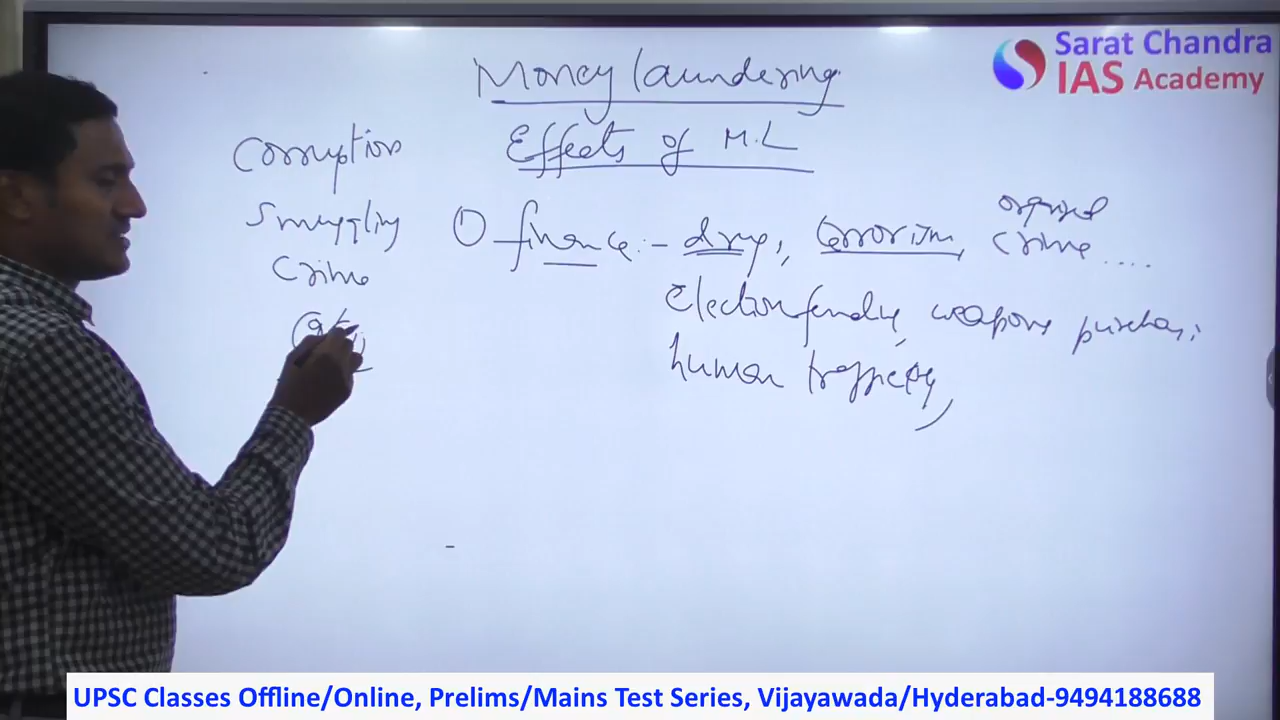 Sarat Chandra
IAS Academy
Money laundering
Effects of M.L
Corruption
Smuggling
Crime
① finance:- drug, terrorism, organised crime....
Election funding, weapons purchase,
human trafficking,
UPSC Classes Offline/Online, Prelims/Mains Test Series, Vijayawada/Hyderabad-9494188688